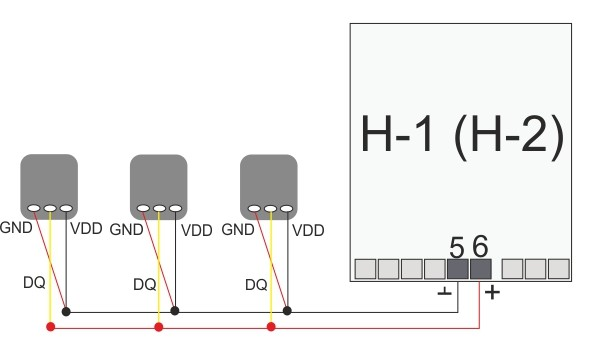 H-1 (H-2)
GND VDD GND VDD GND VDD
DQ DQ DQ
5 6
⊥ +